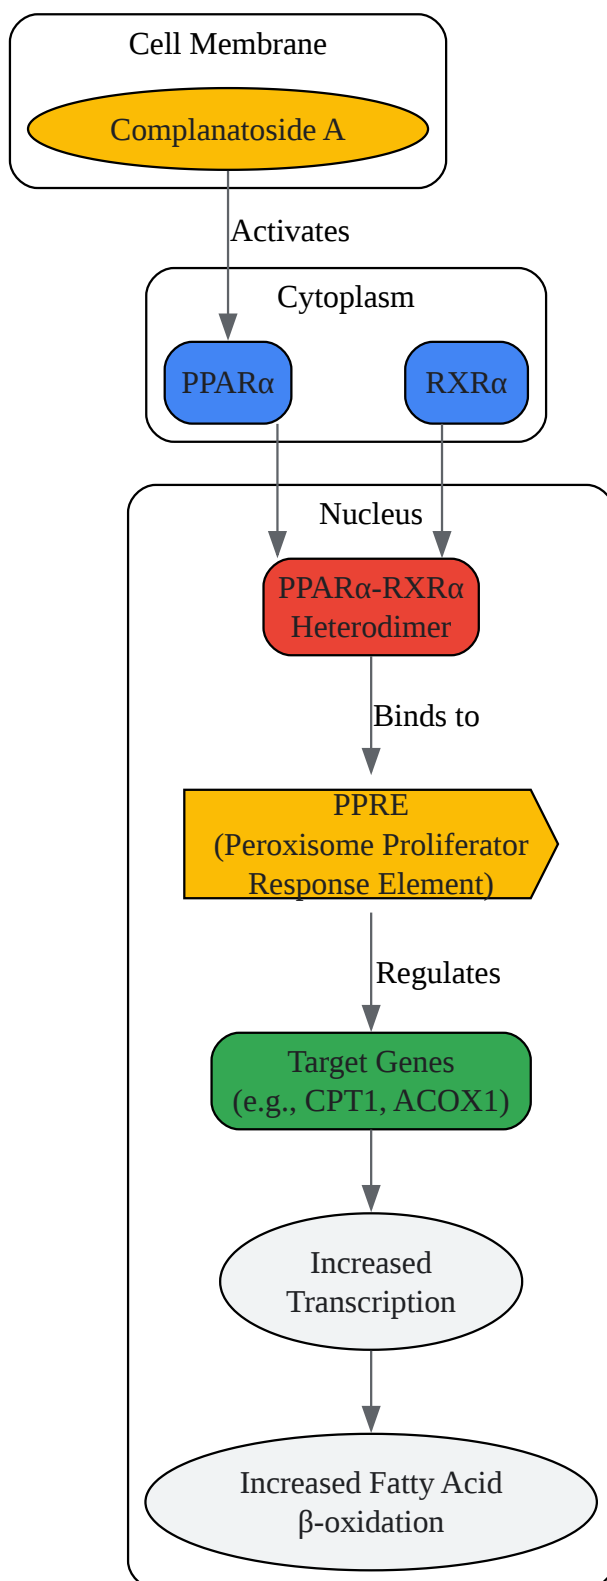 Cell Membrane
Complanatoside A
Activates
Cytoplasm
PPARα
RXRα
Nucleus
PPARα-RXRα
Heterodimer
Binds to
PPRE
(Peroxisome Proliferator
Response Element)
Regulates
Target Genes
(e.g., CPT1, ACOX1)
Increased
Transcription
Increased Fatty Acid
β-oxidation